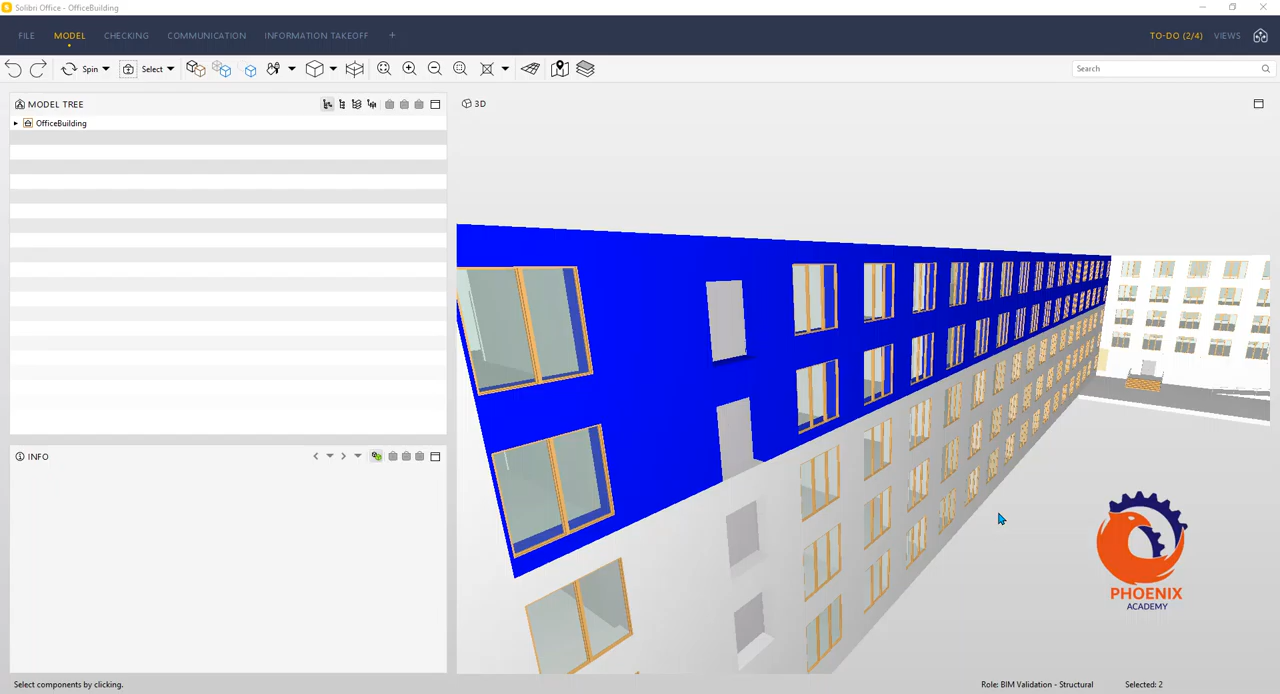 Solibri Office - OfficeBuilding
FILE MODEL CHECKING COMMUNICATION INFORMATION TAKEOFF + TO-DO (2/4) VIEWS
Spin Select Search
MODEL TREE
3D
OfficeBuilding
INFO
PHOENIX
ACADEMY
Select components by clicking. Role: BIM Validation - Structural Selected: 2